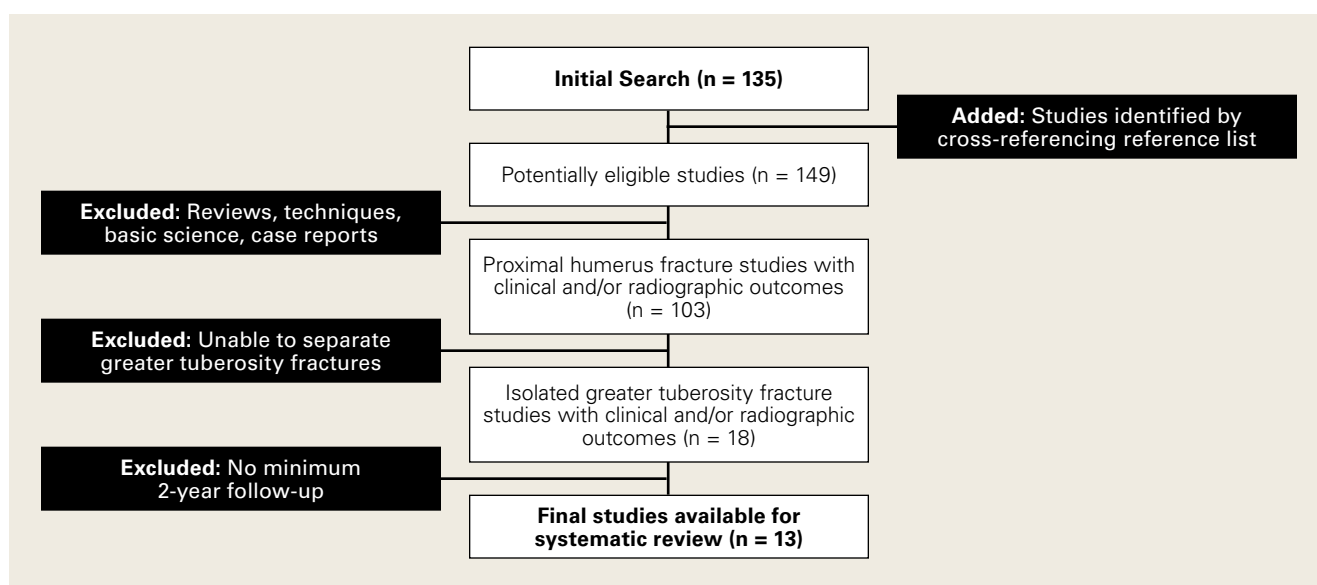 Initial Search (n = 135)
Added: Studies identified by
cross-referencing reference list
Potentially eligible studies (n = 149)
Excluded: Reviews, techniques,
basic science, case reports
Proximal humerus fracture studies with
clinical and/or radiographic outcomes
(n = 103)
Excluded: Unable to separate
greater tuberosity fractures
Isolated greater tuberosity fracture
studies with clinical and/or radiographic
outcomes (n = 18)
Excluded: No minimum
2-year follow-up
Final studies available for
systematic review (n = 13)